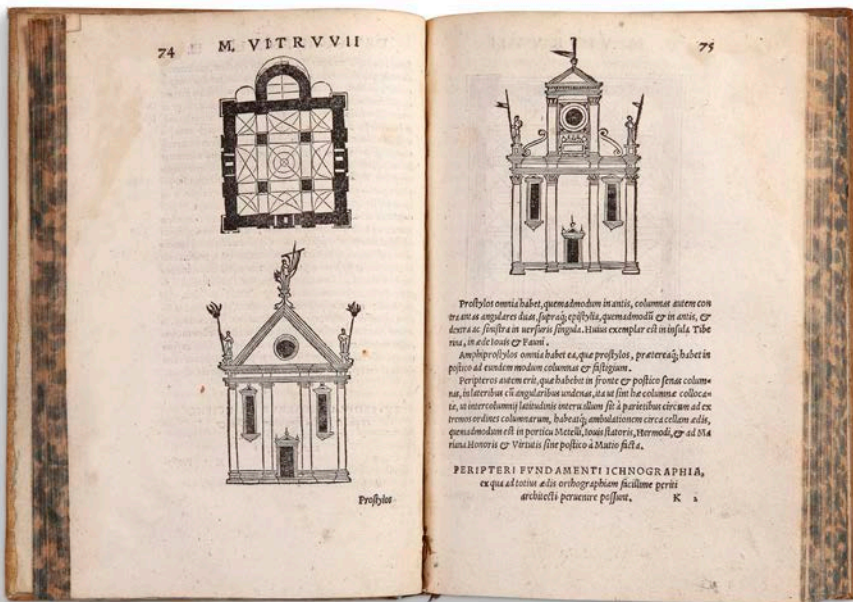 74
M. VITRVVII
Prostylos
75
Prostylos omnia habet, quemadmodum in antis, columnas autem con
tra antas angulares duas, supraq; epistylia, quemadmodū & in antis, &
dextra ac sinistra in uersuris singula. Huius exemplar est in insula Tibe
rina, in æde Iouis & Fauni.
Amphiprostylos omnia habet ea, quæ prostylos, præterea q; habet in
postico ad eundem modum columnas & fastigium.
Peripteros autem erit, quæ habebit in fronte & postico senas colum-
nas, in lateribus cū angularibus undenas, ita ut sint hæ columnæ colloca-
tæ, ut intercolumnij latitudinis interuallum sit à parietibus circum ad ex
tremos ordines columnarum, habeatq; ambulationem circa cellam ædis,
quemadmodum est in porticu Metelli, Iouis statoris, Hermodi, & ad Ma
riana Honoris & Virtutis sine postico à Mutio facta.
PERIPTERI FVNDAMENTI ICHNOGRAPHIA,
ex qua ad totius ædis orthographiam facillime periti
architecti peruenire possunt.
K 2